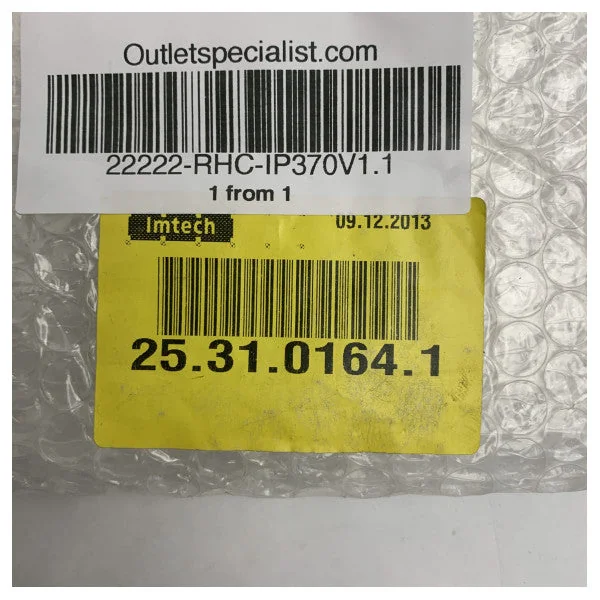 Outletspecialist.com
22222-RHC-IP370V1.1
1 from 1
Imtech
09.12.2013
25.31.0164.1